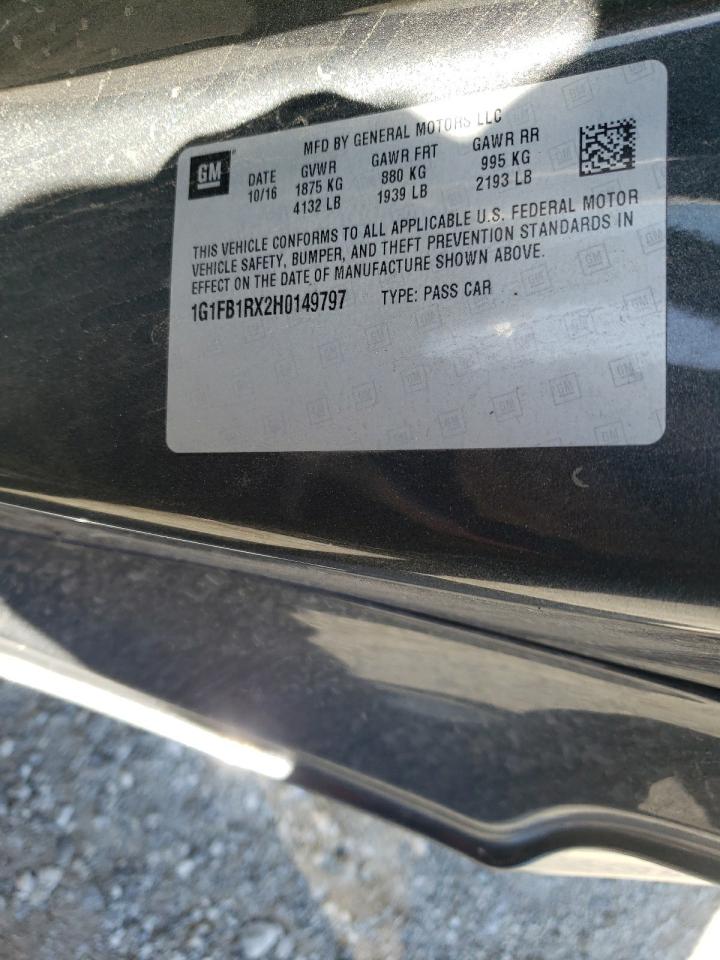 MFD BY GENERAL MOTORS LLC
GM DATE GVWR GAWR FRT GAWR RR
10/16 1875 KG 880 KG 995 KG
4132 LB 1939 LB 2193 LB
THIS VEHICLE CONFORMS TO ALL APPLICABLE U.S. FEDERAL MOTOR
VEHICLE SAFETY, BUMPER, AND THEFT PREVENTION STANDARDS IN
EFFECT ON THE DATE OF MANUFACTURE SHOWN ABOVE.
1G1FB1RX2H0149797 TYPE: PASS CAR